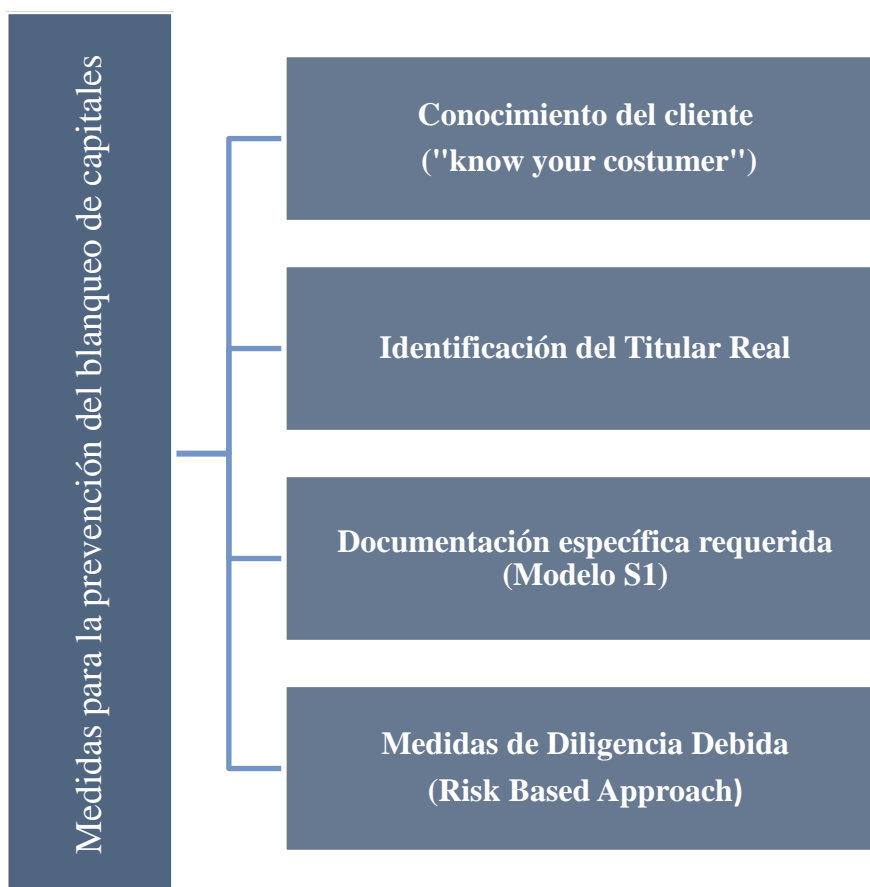 Medidas para la prevención del blanqueo de capitales
Conocimiento del cliente
("know your costumer")
Identificación del Titular Real
Documentación específica requerida
(Modelo S1)
Medidas de Diligencia Debida
(Risk Based Approach)